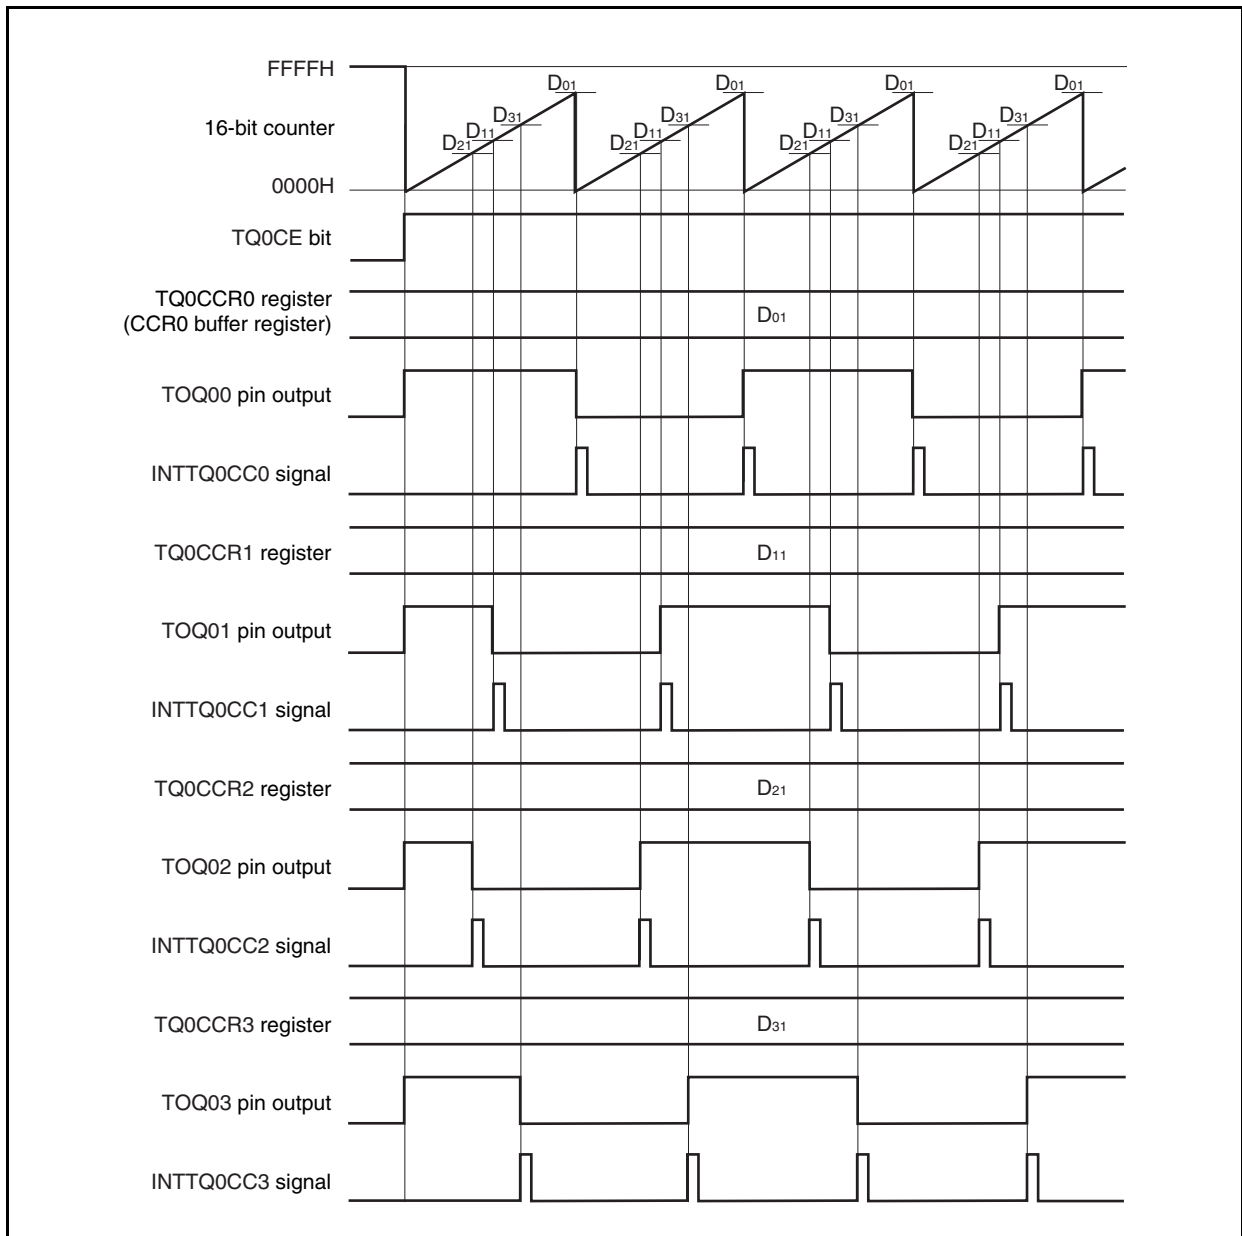 FFFFH
D01 D01 D01 D01
16-bit counter
D31 D31 D31 D31
D11 D11 D11 D11
D21 D21 D21 D21
0000H
TQ0CE bit
TQ0CCR0 register
(CCR0 buffer register)
D01
TOQ00 pin output
INTTQ0CC0 signal
TQ0CCR1 register
D11
TOQ01 pin output
INTTQ0CC1 signal
TQ0CCR2 register
D21
TOQ02 pin output
INTTQ0CC2 signal
TQ0CCR3 register
D31
TOQ03 pin output
INTTQ0CC3 signal